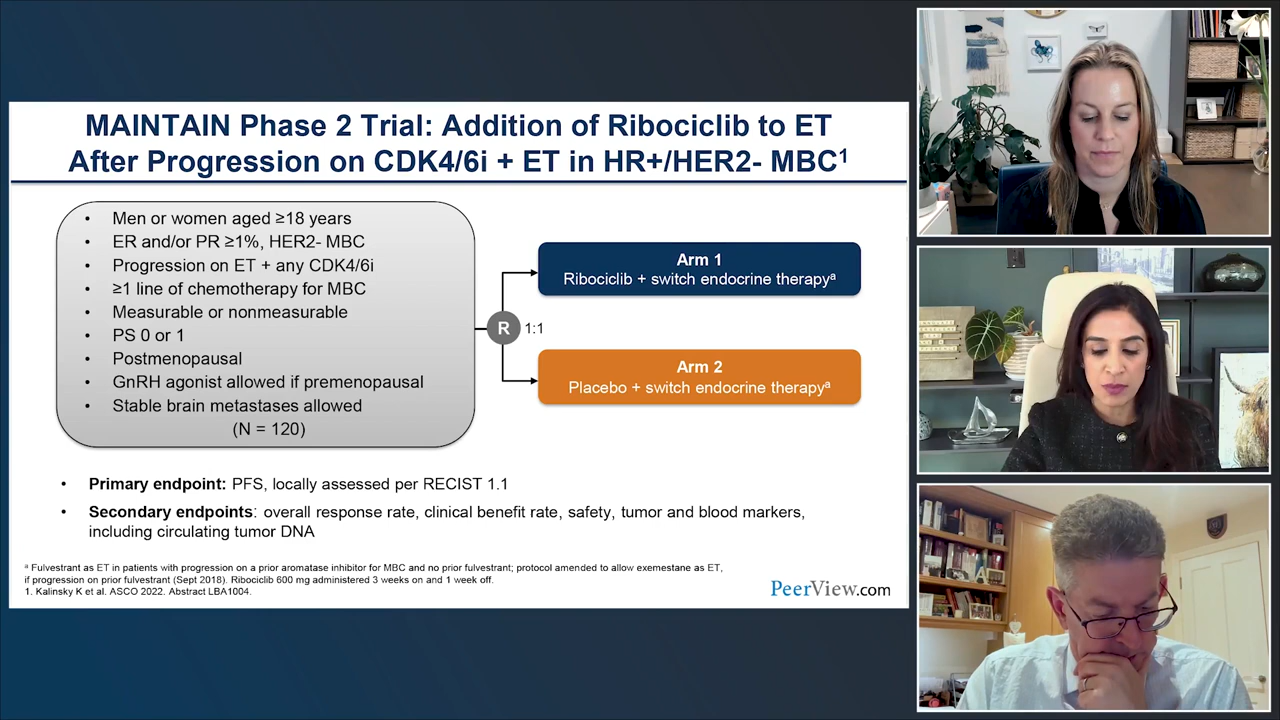 MAINTAIN Phase 2 Trial: Addition of Ribociclib to ET
After Progression on CDK4/6i + ET in HR+/HER2- MBC¹
• Men or women aged ≥18 years
• ER and/or PR ≥1%, HER2- MBC
• Progression on ET + any CDK4/6i
• ≥1 line of chemotherapy for MBC
• Measurable or nonmeasurable
• PS 0 or 1
• Postmenopausal
• GnRH agonist allowed if premenopausal
• Stable brain metastases allowed
(N = 120)
R 1:1
Arm 1
Ribociclib + switch endocrine therapyᵃ
Arm 2
Placebo + switch endocrine therapyᵃ
• Primary endpoint: PFS, locally assessed per RECIST 1.1
• Secondary endpoints: overall response rate, clinical benefit rate, safety, tumor and blood markers,
including circulating tumor DNA
ᵃ Fulvestrant as ET in patients with progression on a prior aromatase inhibitor for MBC and no prior fulvestrant; protocol amended to allow exemestane as ET,
if progression on prior fulvestrant (Sept 2018). Ribociclib 600 mg administered 3 weeks on and 1 week off.
1. Kalinsky K et al. ASCO 2022. Abstract LBA1004.
PeerView.com